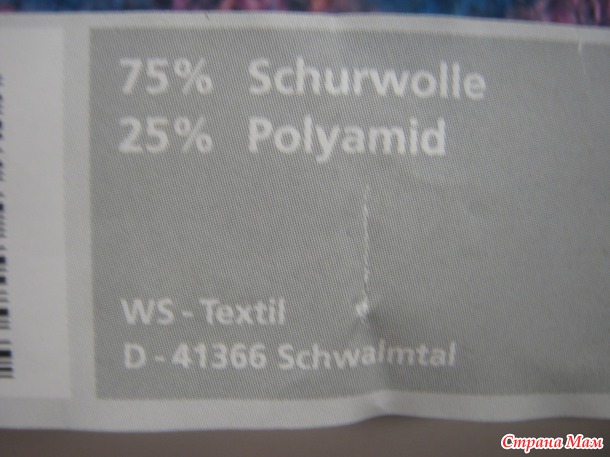 75% Schurwolle
25% Polyamid
WS - Textil
D - 41366 Schwalmtal
Страна Мам